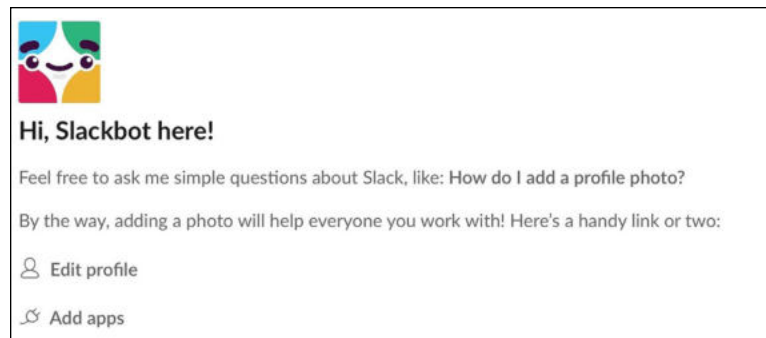 Hi, Slackbot here!
Feel free to ask me simple questions about Slack, like: How do I add a profile photo?
By the way, adding a photo will help everyone you work with! Here’s a handy link or two:
Edit profile
Add apps